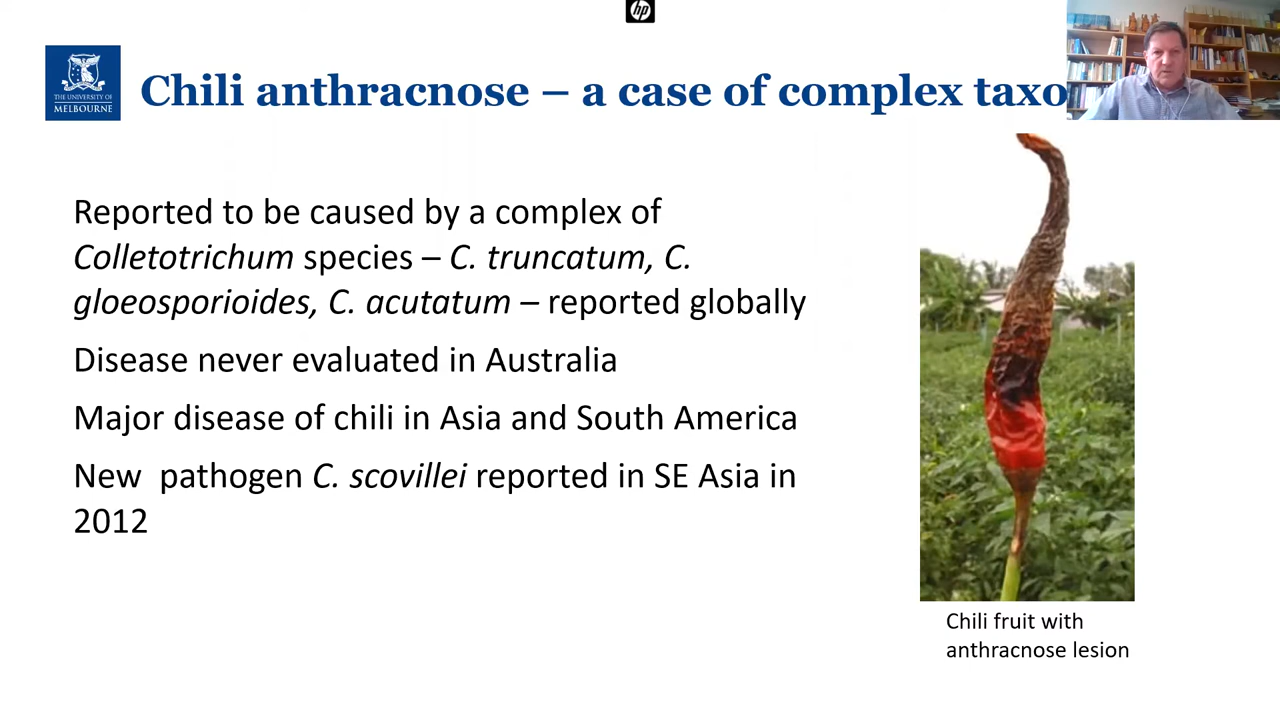 hp
THE UNIVERSITY OF
MELBOURNE
Chili anthracnose – a case of complex taxo
Reported to be caused by a complex of
Colletotrichum species – C. truncatum, C.
gloeosporioides, C. acutatum – reported globally
Disease never evaluated in Australia
Major disease of chili in Asia and South America
New  pathogen C. scovillei reported in SE Asia in
2012
Chili fruit with
anthracnose lesion